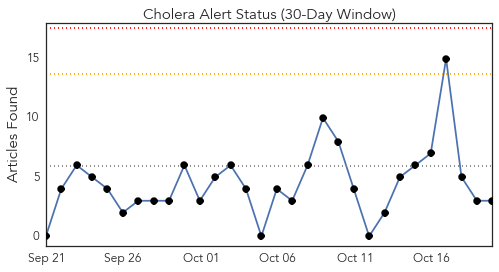 Cholera Alert Status (30-Day Window)
Articles Found
15
10
5
0
Sep 21 Sep 26 Oct 01 Oct 06 Oct 11 Oct 16